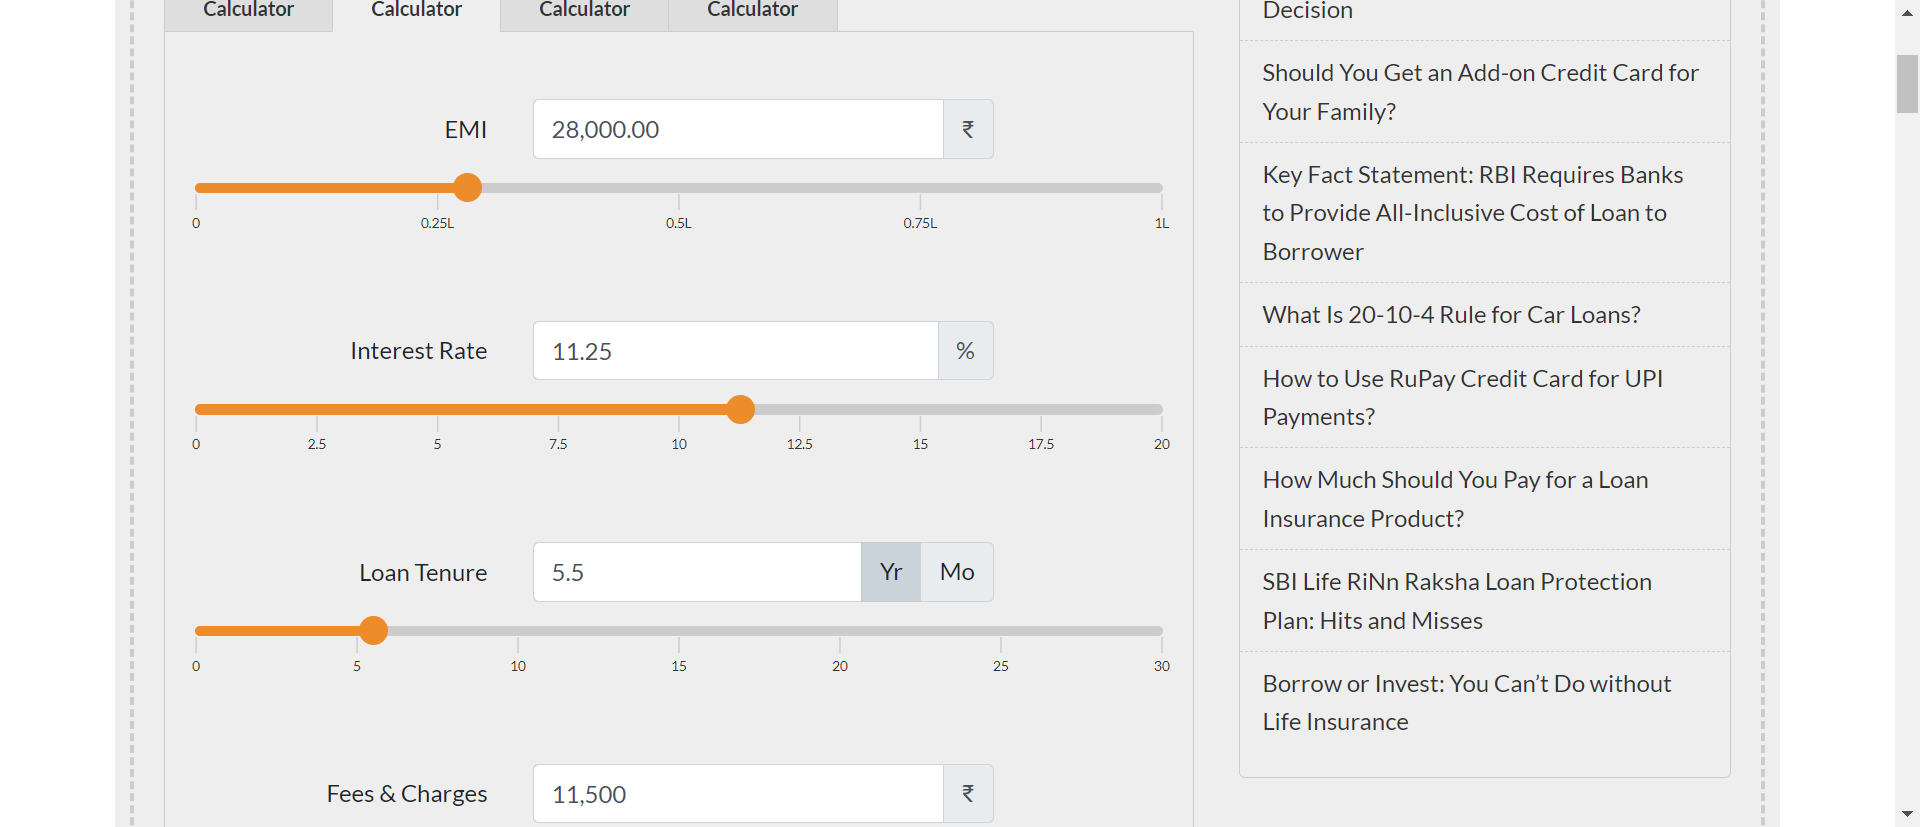 Calculator
Calculator
Calculator
Calculator
EMI
28,000.00
₹
0
0.25L
0.5L
0.75L
1L
Interest Rate
11.25
%
0
2.5
5
7.5
10
12.5
15
17.5
20
Loan Tenure
5.5
Yr
Mo
0
5
10
15
20
25
30
Fees & Charges
11,500
₹
Decision
Should You Get an Add-on Credit Card for
Your Family?
Key Fact Statement: RBI Requires Banks
to Provide All-Inclusive Cost of Loan to
Borrower
What Is 20-10-4 Rule for Car Loans?
How to Use RuPay Credit Card for UPI
Payments?
How Much Should You Pay for a Loan
Insurance Product?
SBI Life RiNn Raksha Loan Protection
Plan: Hits and Misses
Borrow or Invest: You Can’t Do without
Life Insurance